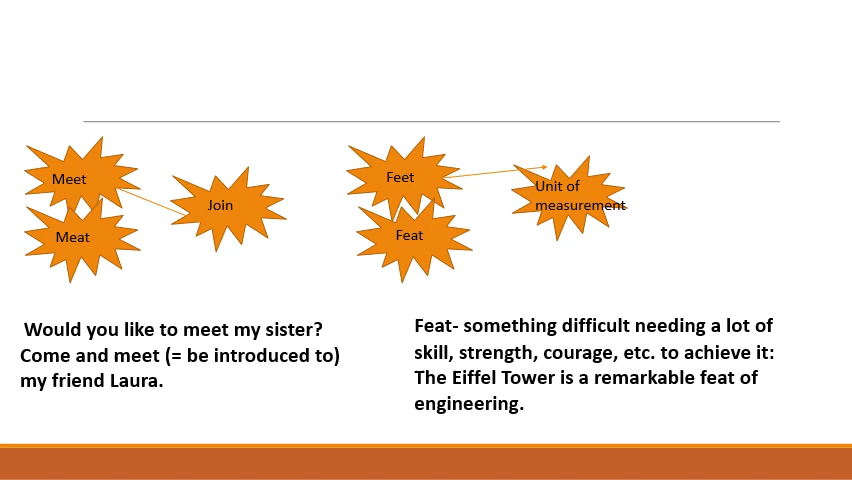 Meet
Meat
Join
Feet
Feat
Unit of
measurement
Would you like to meet my sister?
Come and meet (= be introduced to)
my friend Laura.
Feat- something difficult needing a lot of
skill, strength, courage, etc. to achieve it:
The Eiffel Tower is a remarkable feat of
engineering.